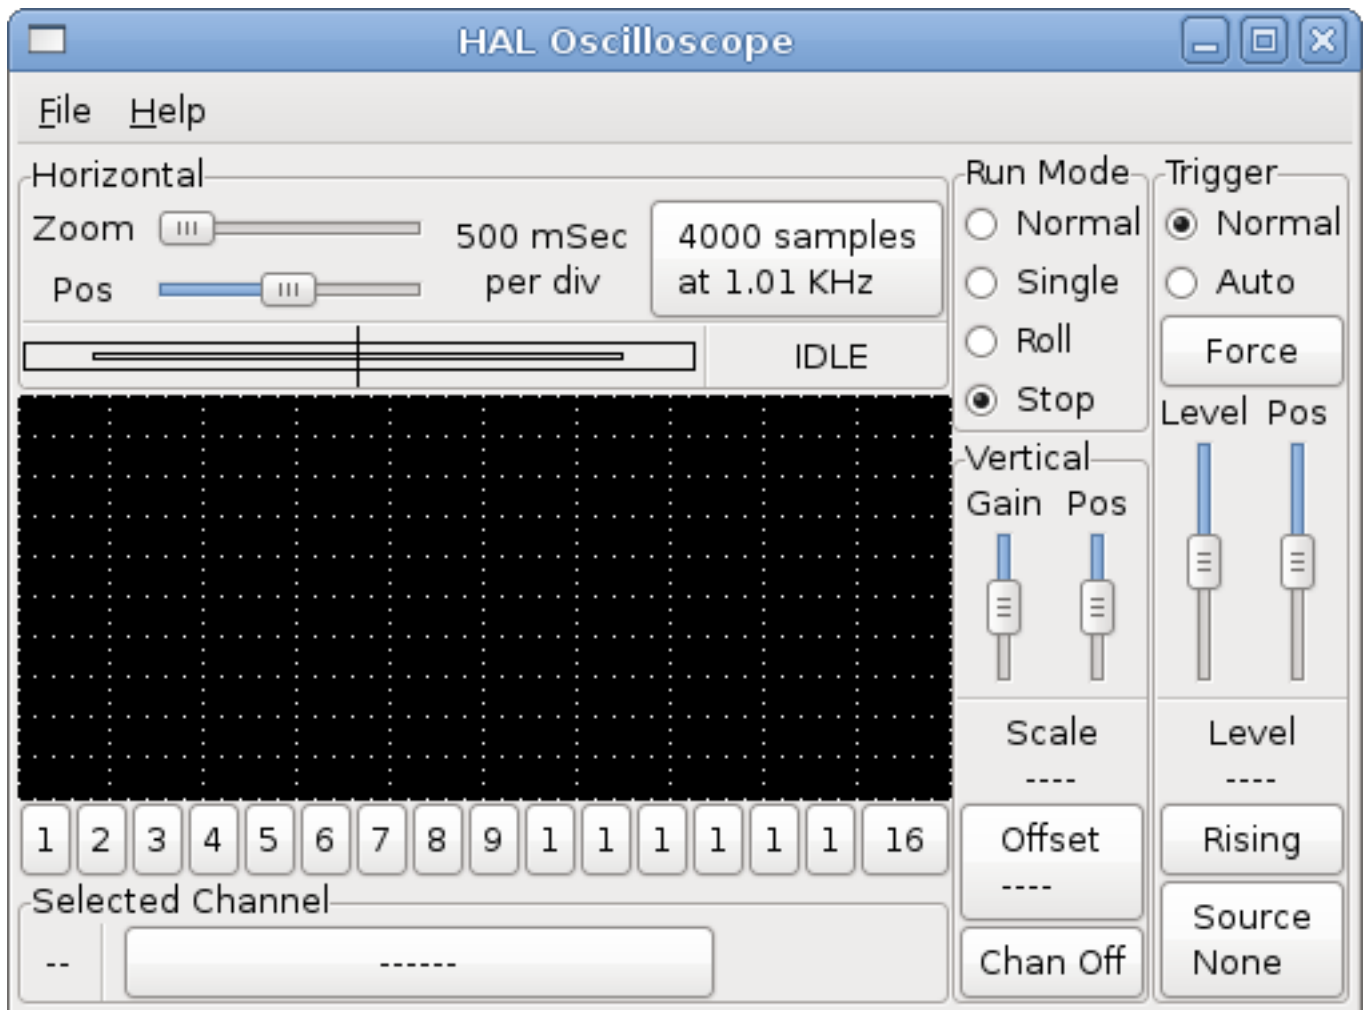 HAL Oscilloscope
File Help
Horizontal
Zoom
Pos
500 mSec
per div
4000 samples
at 1.01 KHz
IDLE
Run Mode
Normal
Single
Roll
Stop
Trigger
Normal
Auto
Force
Level Pos
Vertical
Gain Pos
Scale
----
Level
----
1 2 3 4 5 6 7 8 9 1 1 1 1 1 1 16
Offset
----
Rising
Selected Channel
--
------
Chan Off
Source
None